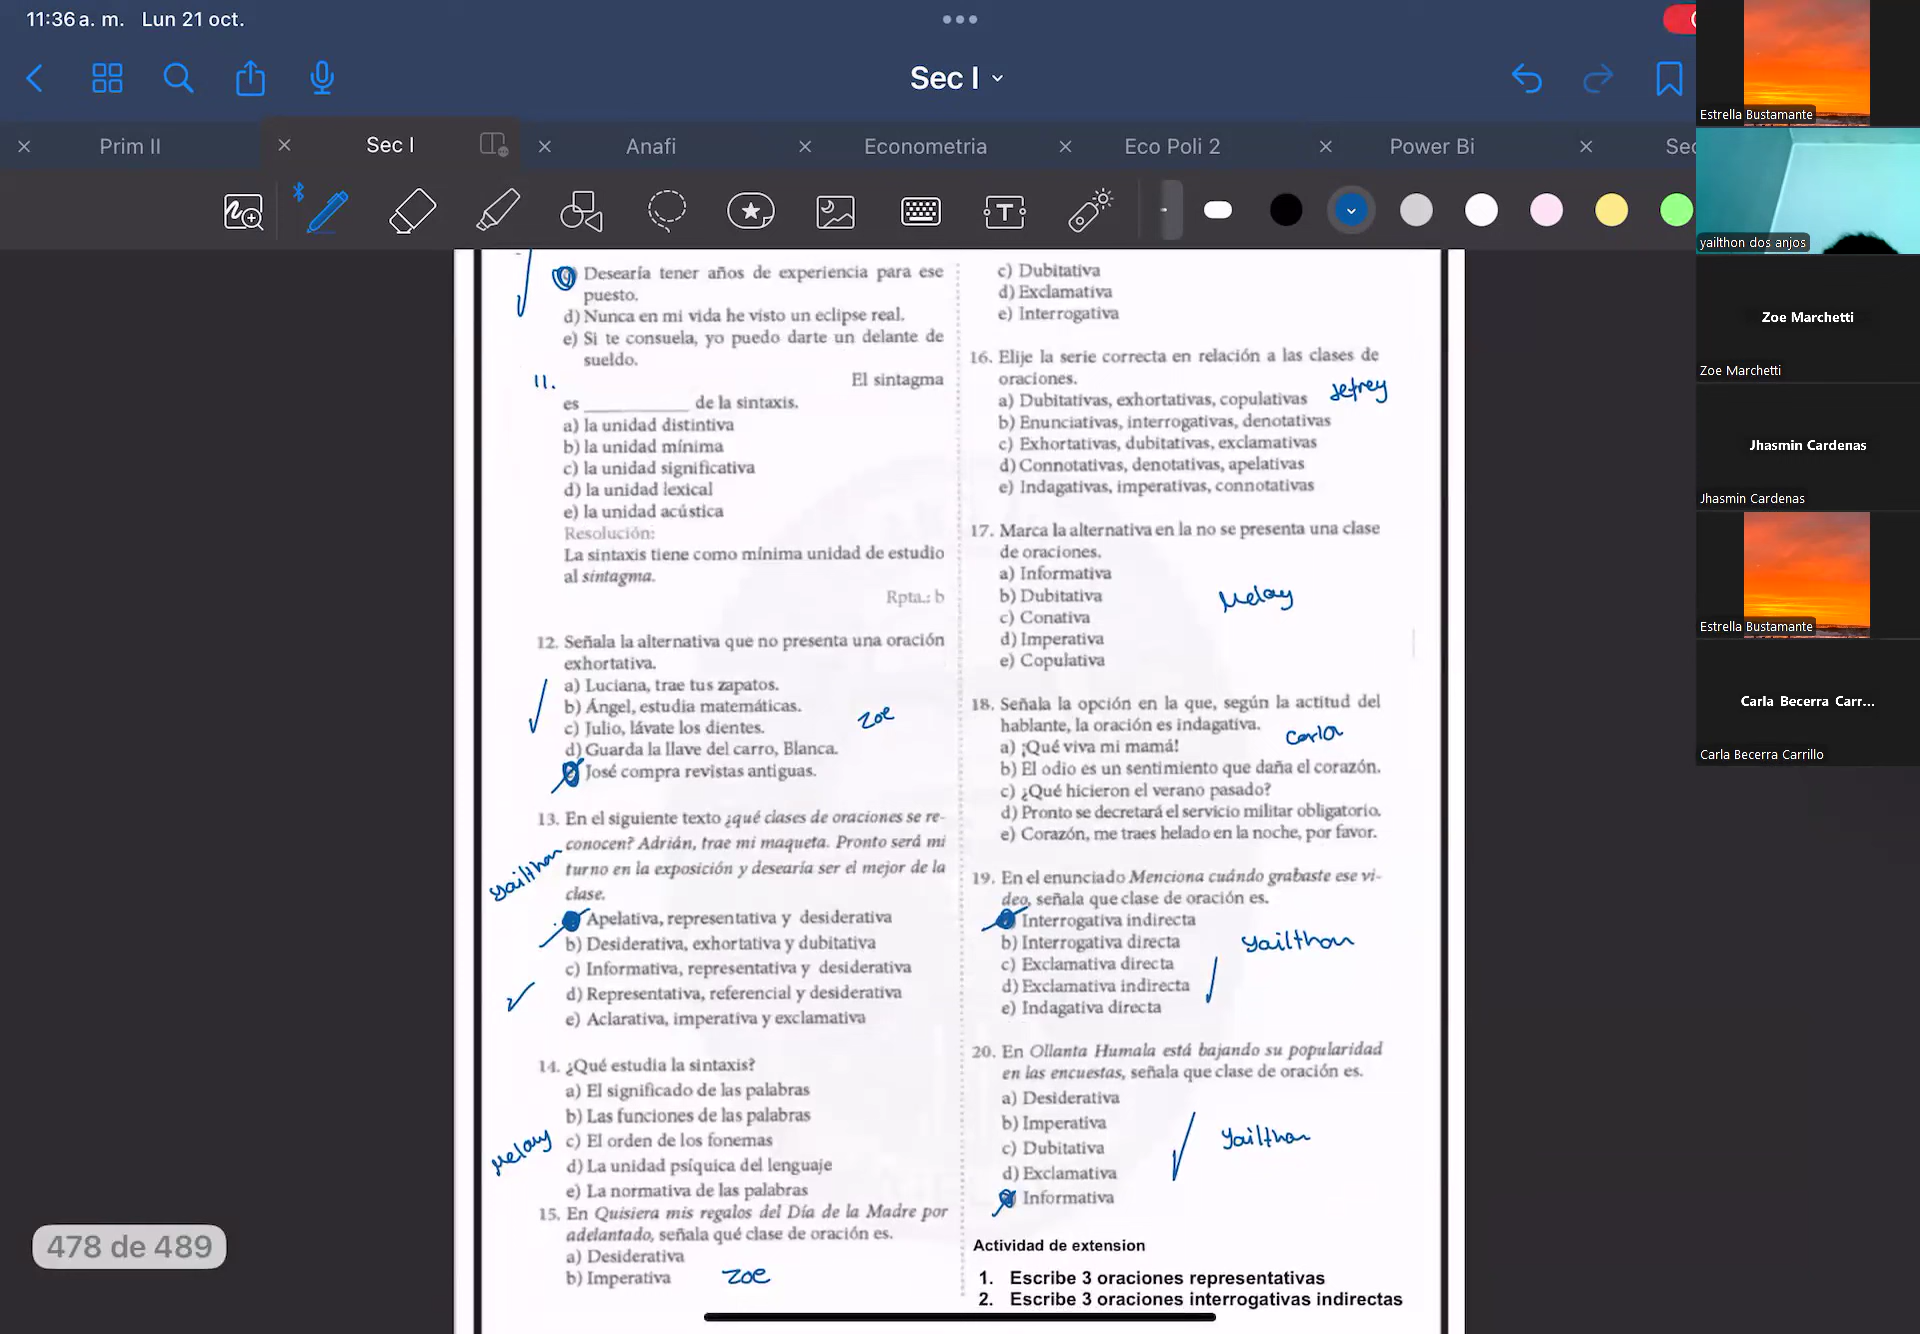 11:36 a. m.  Lun 21 oct.
Sec I
Prim II
Sec I
Anafi
Econometria
Eco Poli 2
Power Bi
Sec
Desearía tener años de experiencia para ese
puesto.
d) Nunca en mi vida he visto un eclipse real.
e) Si te consuela, yo puedo darte un delante de
sueldo.
11.
El sintagma
es ____________ de la sintaxis.
a) la unidad distintiva
b) la unidad mínima
c) la unidad significativa
d) la unidad lexical
e) la unidad acústica
Resolución:
La sintaxis tiene como mínima unidad de estudio
al sintagma.
Rpta.: b
12. Señala la alternativa que no presenta una oración
exhortativa.
a) Luciana, trae tus zapatos.
b) Ángel, estudia matemáticas.
c) Julio, lávate los dientes.
zoe
d) Guarda la llave del carro, Blanca.
José compra revistas antiguas.
13. En el siguiente texto ¿qué clases de oraciones se re-
conocen? Adrián, trae mi maqueta. Pronto será mi
turno en la exposición y desearía ser el mejor de la
clase.
yailthon
Apelativa, representativa y desiderativa
b) Desiderativa, exhortativa y dubitativa
c) Informativa, representativa y desiderativa
d) Representativa, referencial y desiderativa
e) Aclarativa, imperativa y exclamativa
14. ¿Qué estudia la sintaxis?
a) El significado de las palabras
b) Las funciones de las palabras
c) El orden de los fonemas
d) La unidad psíquica del lenguaje
e) La normativa de las palabras
Melany
15. En Quisiera mis regalos del Día de la Madre por
adelantado, señala qué clase de oración es.
a) Desiderativa
b) Imperativa
zoe
c) Dubitativa
d) Exclamativa
e) Interrogativa
16. Elije la serie correcta en relación a las clases de
oraciones.
Jefrey
a) Dubitativas, exhortativas, copulativas
b) Enunciativas, interrogativas, denotativas
c) Exhortativas, dubitativas, exclamativas
d) Connotativas, denotativas, apelativas
e) Indagativas, imperativas, connotativas
17. Marca la alternativa en la no se presenta una clase
de oraciones.
a) Informativa
b) Dubitativa
Melay
c) Conativa
d) Imperativa
e) Copulativa
18. Señala la opción en la que, según la actitud del
hablante, la oración es indagativa.
Carla
a) ¡Qué viva mi mamá!
b) El odio es un sentimiento que daña el corazón.
c) ¿Qué hicieron el verano pasado?
d) Pronto se decretará el servicio militar obligatorio.
e) Corazón, me traes helado en la noche, por favor.
19. En el enunciado Menciona cuándo grabaste ese vi-
deo, señala que clase de oración es.
Interrogativa indirecta
b) Interrogativa directa
yailthon
c) Exclamativa directa
d) Exclamativa indirecta
e) Indagativa directa
20. En Ollanta Humala está bajando su popularidad
en las encuestas, señala que clase de oración es.
a) Desiderativa
b) Imperativa
yailthon
c) Dubitativa
d) Exclamativa
Informativa
Actividad de extension
1. Escribe 3 oraciones representativas
2. Escribe 3 oraciones interrogativas indirectas
478 de 489
Estrella Bustamante
yailthon dos anjos
Zoe Marchetti
Zoe Marchetti
Jhasmin Cardenas
Jhasmin Cardenas
Estrella Bustamante
Carla Becerra Carr...
Carla Becerra Carrillo